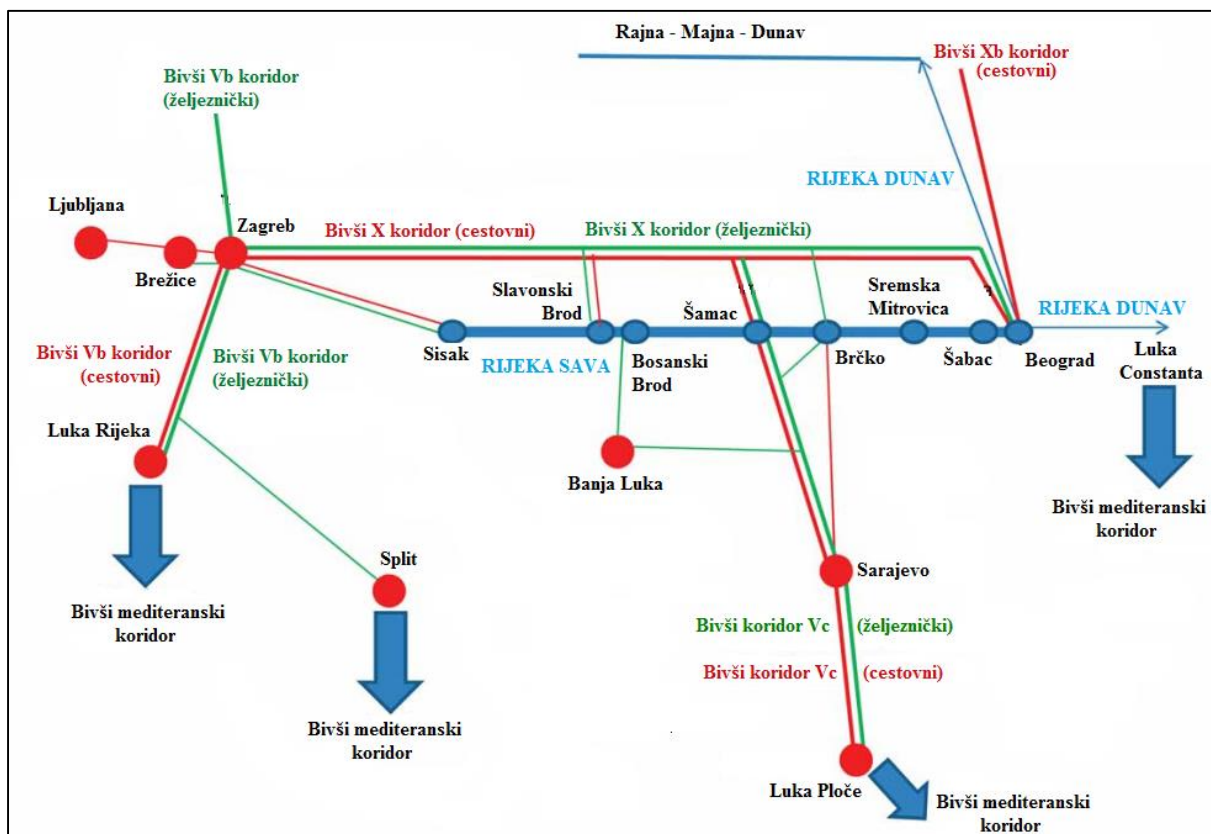 Rajna - Majna - Dunav
Bivši Xb koridor
(cestovni)
Bivši Vb koridor
(željeznički)
RIJEKA DUNAV
Ljubljana
Zagreb
Bivši X koridor (cestovni)
Bivši X koridor (željeznički)
Brežice
Slavonski
Brod
Šamac
Sremska
Mitrovica
RIJEKA DUNAV
Sisak
RIJEKA SAVA
Bosanski
Brod
Brčko
Šabac
Beograd
Luka
Constanta
Bivši Vb koridor
(cestovni)
Bivši Vb koridor
(željeznički)
Luka Rijeka
Banja Luka
Bivši mediteranski
koridor
Split
Sarajevo
Bivši mediteranski
koridor
Bivši koridor Vc (željeznički)
Bivši koridor Vc (cestovni)
Bivši mediteranski
koridor
Luka Ploče
Bivši mediteranski
koridor